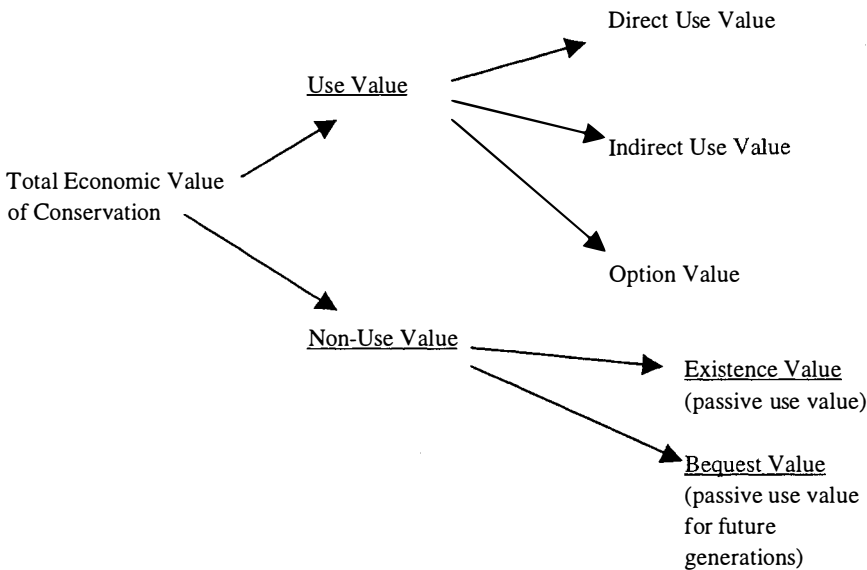 Direct Use Value
Use Value
Indirect Use Value
Total Economic Value
of Conservation
Option Value
Non-Use Value
Existence Value
(passive use value)
Bequest Value
(passive use value
for future
generations)